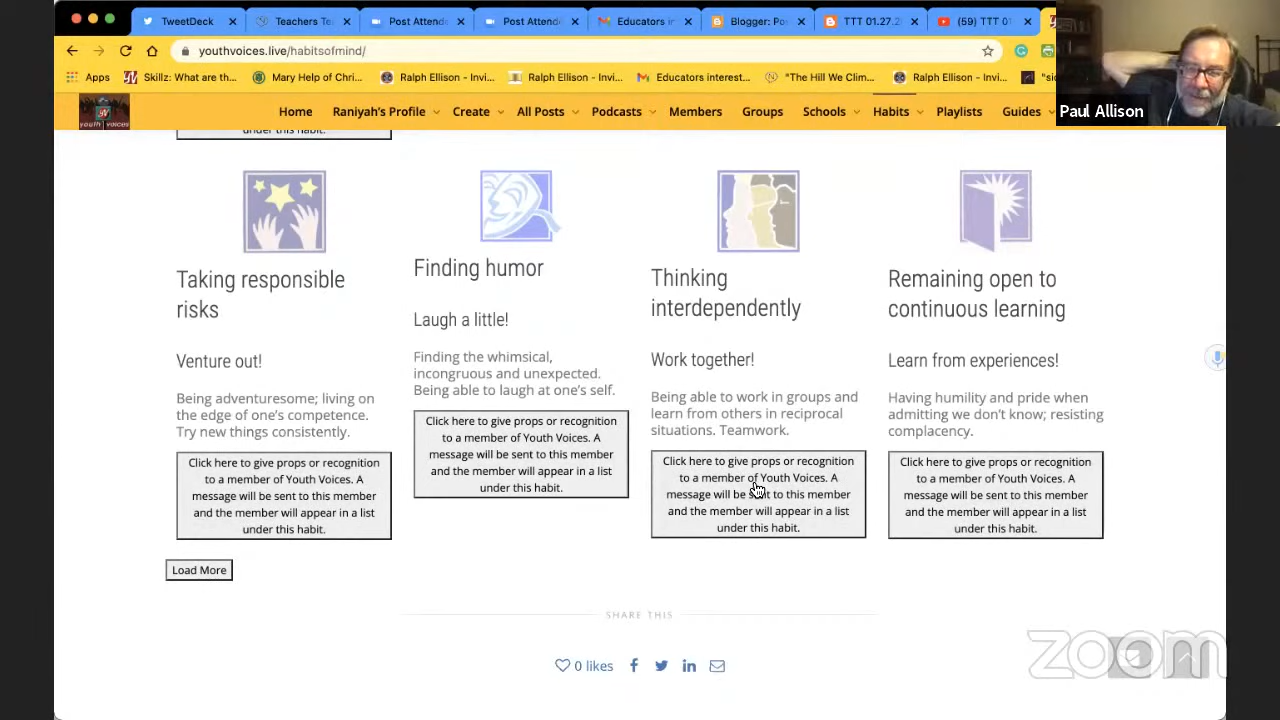 TweetDeck
Teachers Te
Post Attend
Post Attend
Educators in
Blogger: Pos
TTT 01.27.2
(59) TTT 01
youthvoices.live/habitsofmind/
Apps
Skillz: What are th...
Mary Help of Chri...
Ralph Ellison - Invi...
Ralph Ellison - Invi...
Educators interest...
"The Hill We Clim...
Ralph Ellison - Invi...
"sid
Paul Allison
youth voices
Home
Raniyah's Profile
Create
All Posts
Podcasts
Members
Groups
Schools
Habits
Playlists
Guides
under this habit.
Taking responsible
risks
Venture out!
Being adventuresome; living on
the edge of one's competence.
Try new things consistently.
Click here to give props or recognition
to a member of Youth Voices. A
message will be sent to this member
and the member will appear in a list
under this habit.
Finding humor
Laugh a little!
Finding the whimsical,
incongruous and unexpected.
Being able to laugh at one's self.
Click here to give props or recognition
to a member of Youth Voices. A
message will be sent to this member
and the member will appear in a list
under this habit.
Thinking
interdependently
Work together!
Being able to work in groups and
learn from others in reciprocal
situations. Teamwork.
Click here to give props or recognition
to a member of Youth Voices. A
message will be sent to this member
and the member will appear in a list
under this habit.
Remaining open to
continuous learning
Learn from experiences!
Having humility and pride when
admitting we don't know; resisting
complacency.
Click here to give props or recognition
to a member of Youth Voices. A
message will be sent to this member
and the member will appear in a list
under this habit.
Load More
SHARE THIS
0 likes
zoom